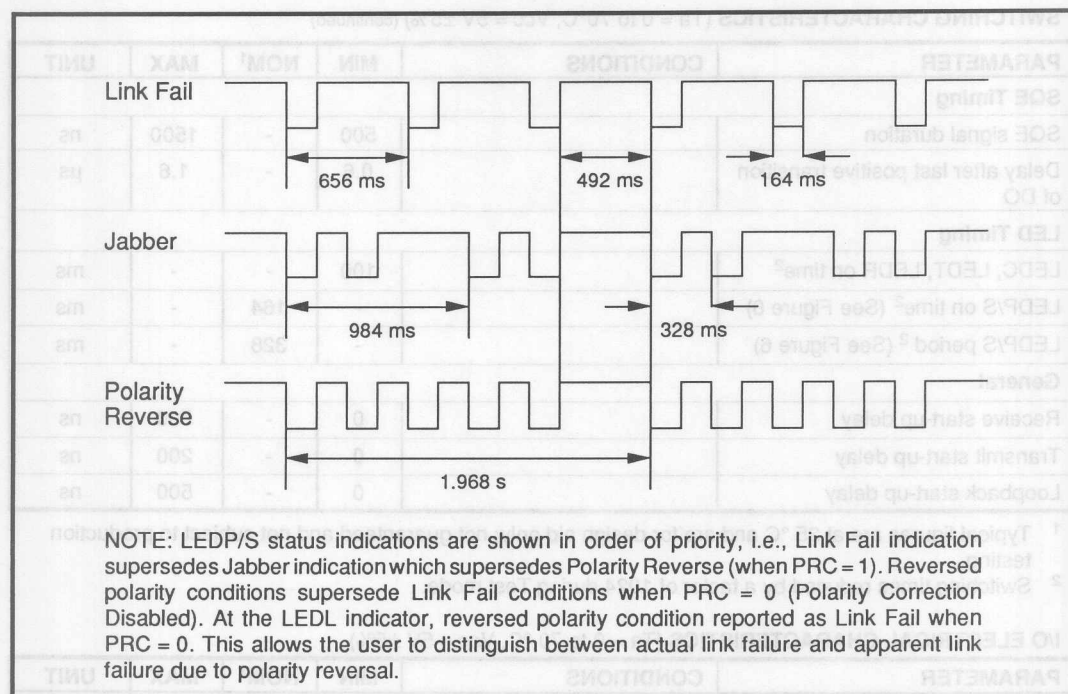 Link Fail
656 ms
492 ms
164 ms
Jabber
984 ms
328 ms
Polarity
Reverse
1.968 s
NOTE: LEDP/S status indications are shown in order of priority, i.e., Link Fail indication
supersedes Jabber indication which supersedes Polarity Reverse (when PRC = 1). Reversed
polarity conditions supersede Link Fail conditions when PRC = 0 (Polarity Correction
Disabled). At the LEDL indicator, reversed polarity condition reported as Link Fail when
PRC = 0. This allows the user to distinguish between actual link failure and apparent link
failure due to polarity reversal.